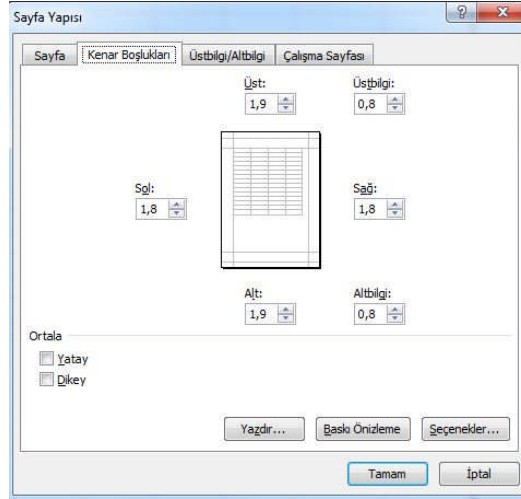 Sayfa Yapısı
Sayfa Kenar Boşlukları Üstbilgi/Altbilgi Çalışma Sayfası
Üst: Üstbilgi:
1,9 0,8
Sol: Sağ:
1,8 1,8
Alt: Altbilgi:
1,9 0,8
Ortala
Yatay
Dikey
Yazdır... Baskı Önizleme Seçenekler...
Tamam İptal